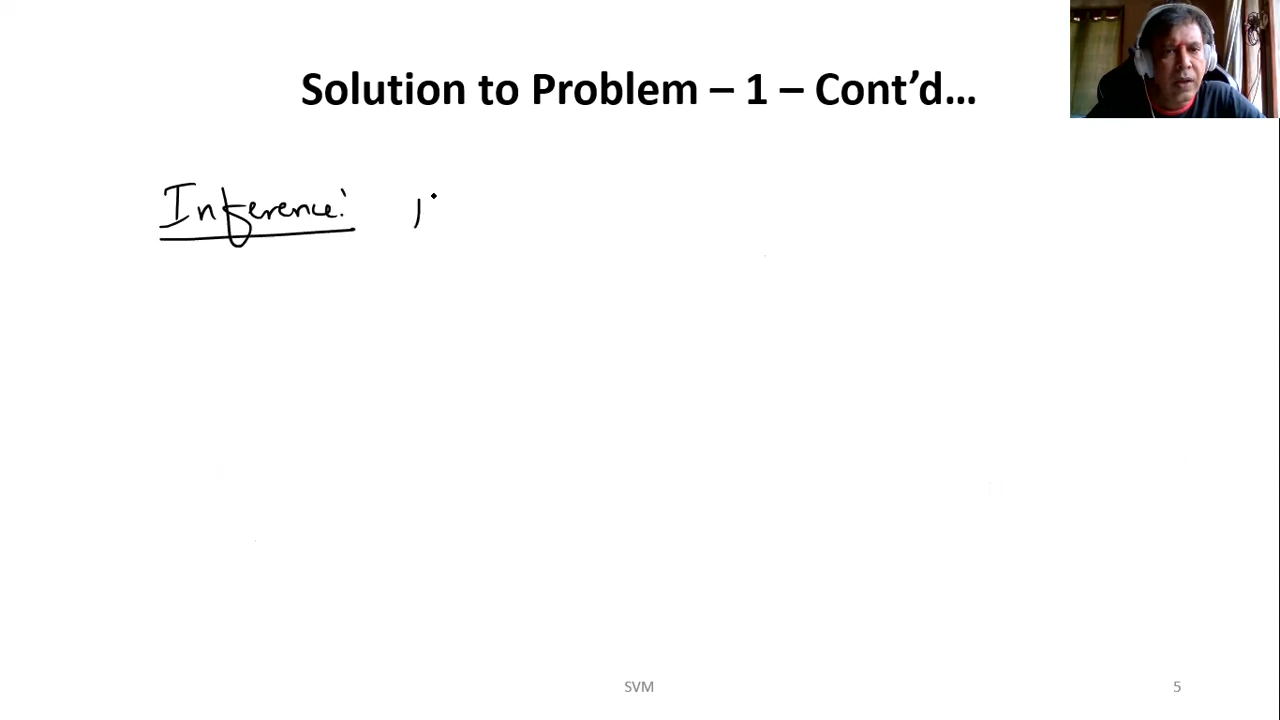 Solution to Problem – 1 – Cont’d…
Inference:
SVM
5